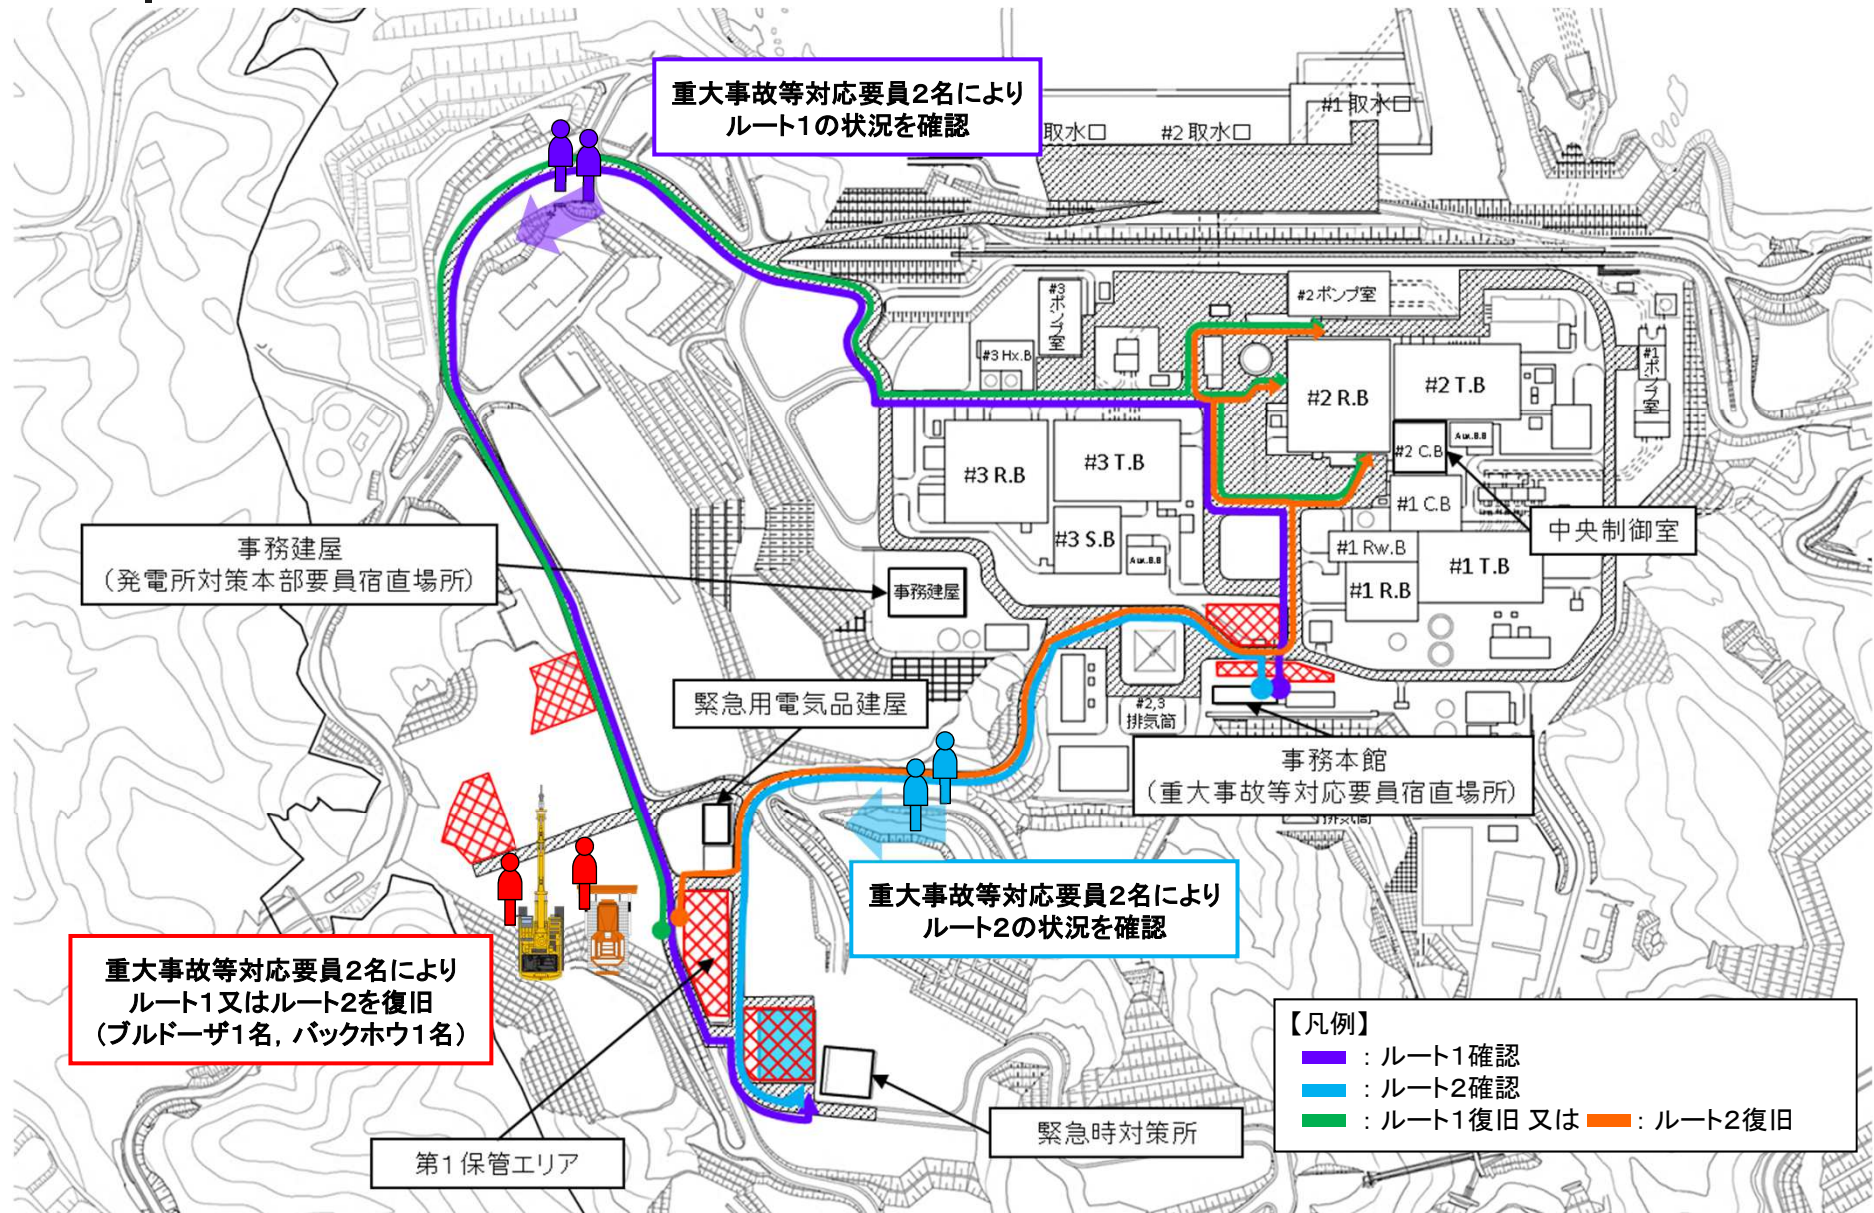 重大事故等対応要員２名により
ルート１の状況を確認
#1 取水口
取水口
#2 取水口
#3
ポンプ室
#2 ポンプ室
#3 Hx.B
#1
ポンプ室
#2 R.B
#2 T.B
Aux.B.B
#2 C.B
#3 R.B
#3 T.B
#1 C.B
中央制御室
#3 S.B
Aux.B.B
#1 Rw.B
#1 T.B
#1 R.B
事務建屋
（発電所対策本部要員宿直場所）
事務建屋
緊急用電気品建屋
#2,3
排気筒
事務本館
（重大事故等対応要員宿直場所）
排気筒
重大事故等対応要員２名により
ルート２の状況を確認
重大事故等対応要員２名により
ルート１又はルート２を復旧
（ブルドーザ１名，バックホウ１名）
【凡例】
：ルート１確認
：ルート２確認
：ルート１復旧 又は ：ルート２復旧
緊急時対策所
第１保管エリア